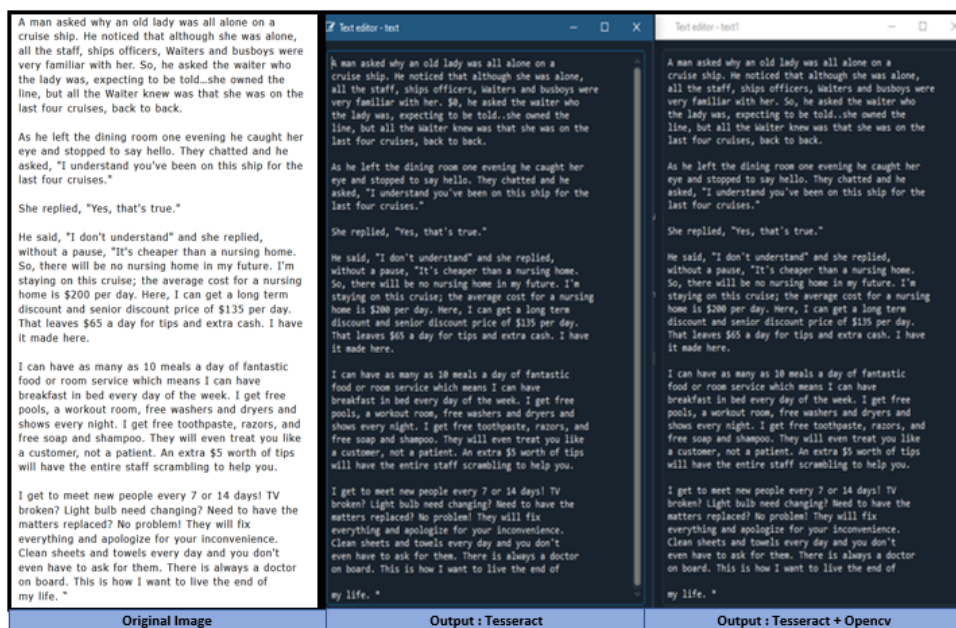 A man asked why an old lady was all alone on a
cruise ship. He noticed that although she was alone,
all the staff, ships officers, Waiters and busboys were
very familiar with her. So, he asked the waiter who
the lady was, expecting to be told...she owned the
line, but all the Waiter knew was that she was on the
last four cruises, back to back.
As he left the dining room one evening he caught her
eye and stopped to say hello. They chatted and he
asked, "I understand you've been on this ship for the
last four cruises."
She replied, "Yes, that's true."
He said, "I don't understand" and she replied,
without a pause, "It's cheaper than a nursing home.
So, there will be no nursing home in my future. I'm
staying on this cruise; the average cost for a nursing
home is $200 per day. Here, I can get a long term
discount and senior discount price of $135 per day.
That leaves $65 a day for tips and extra cash. I have
it made here.
I can have as many as 10 meals a day of fantastic
food or room service which means I can have
breakfast in bed every day of the week. I get free
pools, a workout room, free washers and dryers and
shows every night. I get free toothpaste, razors, and
free soap and shampoo. They will even treat you like
a customer, not a patient. An extra $5 worth of tips
will have the entire staff scrambling to help you.
I get to meet new people every 7 or 14 days! TV
broken? Light bulb need changing? Need to have the
matters replaced? No problem! They will fix
everything and apologize for your inconvenience.
Clean sheets and towels every day and you don't
even have to ask for them. There is always a doctor
on board. This is how I want to live the end of
my life. "
Original Image
Text editor - text
A man asked why an old lady was all alone on a
cruise ship. He noticed that although she was alone,
all the staff, ships officers, Waiters and busboys were
very familiar with her. $0, he asked the waiter who
the lady was, expecting to be told..she owned the
line, but all the Waiter knew was that she was on the
last four cruises, back to back.
As he left the dining room one evening he caught her
eye and stopped to say hello. They chatted and he
asked, "I understand you've been on this ship for the
last four cruises."
She replied, "Yes, that's true."
He said, "I don't understand" and she replied,
without a pause, "It's cheaper than a nursing home.
So, there will be no nursing home in my future. I'm
staying on this cruise; the average cost for a nursing
home is $200 per day. Here, I can get a long term
discount and senior discount price of $135 per day.
That leaves $65 a day for tips and extra cash. I have
it made here.
I can have as many as 10 meals a day of fantastic
food or room service which means I can have
breakfast in bed every day of the week. I get free
pools, a workout room, free washers and dryers and
shows every night. I get free toothpaste, razors, and
free soap and shampoo. They will even treat you like
a customer, not a patient. An extra $5 worth of tips
will have the entire staff scrambling to help you.
I get to meet new people every 7 or 14 days! TV
broken? Light bulb need changing? Need to have the
matters replaced? No problem! They will fix
everything and apologize for your inconvenience.
Clean sheets and towels every day and you don't
even have to ask for them. There is always a doctor
on board. This is how I want to live the end of
my life. "
Output : Tesseract
Text editor - text1
A man asked why an old lady was all alone on a
cruise ship. He noticed that although she was alone,
all the staff, ships officers, Waiters and busboys were
very familiar with her. So, he asked the waiter who
the lady was, expecting to be told..she owned the
line, but all the Waiter knew was that she was on the
last four cruises, back to back.
As he left the dining room one evening he caught her
eye and stopped to say hello. They chatted and he
asked, "I understand you've been on this ship for the
last four cruises."
She replied, "Yes, that's true."
He said, "I don't understand" and she replied,
without a pause, "It's cheaper than a nursing home.
So, there will be no nursing home in my future. I'm
staying on this cruise; the average cost for a nursing
home is $200 per day. Here, I can get a long term
discount and senior discount price of $135 per day.
That leaves $65 a day for tips and extra cash. I have
it made here.
I can have as many as 10 meals a day of fantastic
food or room service which means I can have
breakfast in bed every day of the week. I get free
pools, a workout room, free washers and dryers and
shows every night. I get free toothpaste, razors, and
free soap and shampoo. They will even treat you like
a customer, not a patient. An extra $5 worth of tips
will have the entire staff scrambling to help you.
I get to meet new people every 7 or 14 days! TV
broken? Light bulb need changing? Need to have the
matters replaced? No problem! They will fix
everything and apologize for your inconvenience.
Clean sheets and towels every day and you don't
even have to ask for them. There is always a doctor
on board. This is how I want to live the end of
my life. "
Output : Tesseract + Opencv